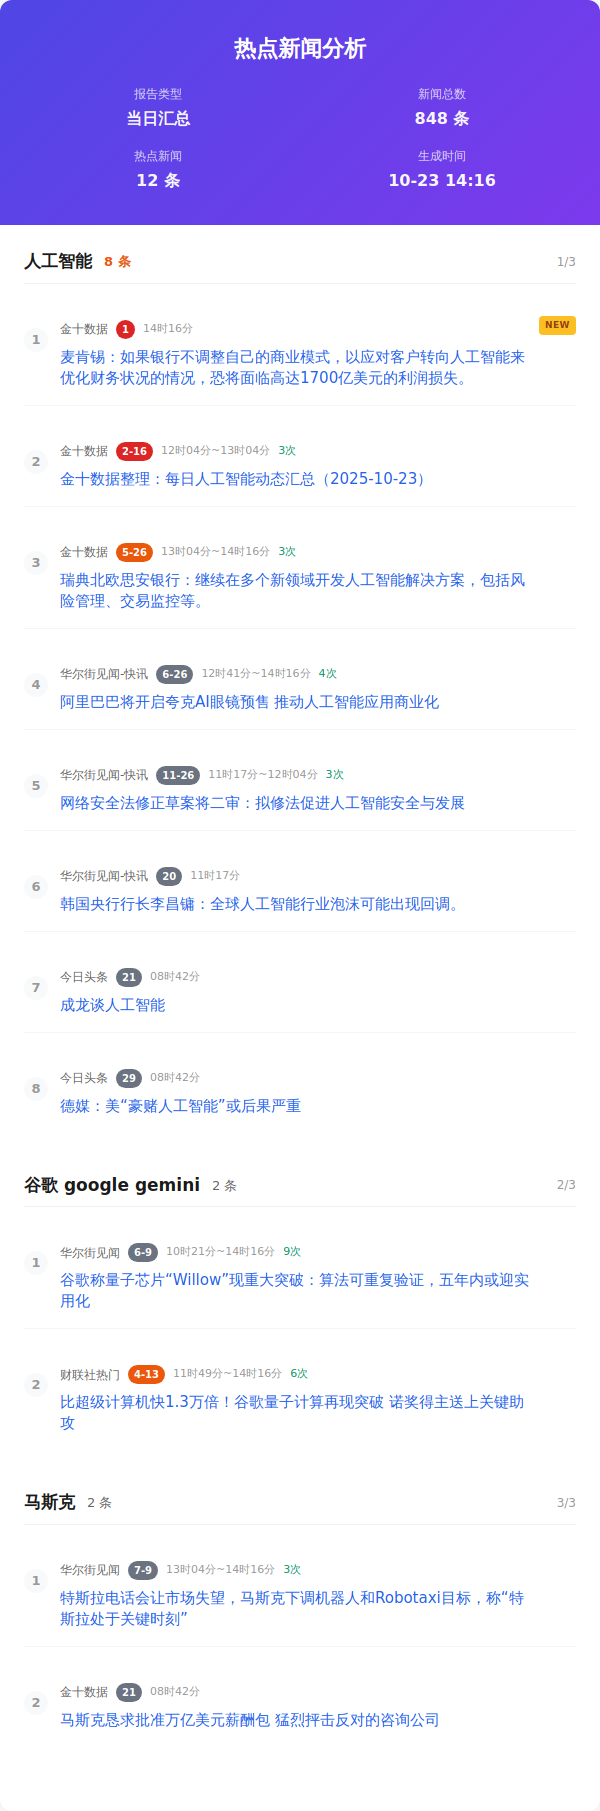 热点新闻分析
报告类型
当日汇总
新闻总数
848 条
热点新闻
12 条
生成时间
10-23 14:16
人工智能 8 条 1/3
1 金十数据 1 14时16分 NEW
麦肯锡：如果银行不调整自己的商业模式，以应对客户转向人工智能来
优化财务状况的情况，恐将面临高达1700亿美元的利润损失。
2 金十数据 2-16 12时04分~13时04分 3次
金十数据整理：每日人工智能动态汇总（2025-10-23）
3 金十数据 5-26 13时04分~14时16分 3次
瑞典北欧思安银行：继续在多个新领域开发人工智能解决方案，包括风
险管理、交易监控等。
4 华尔街见闻-快讯 6-26 12时41分~14时16分 4次
阿里巴巴将开启夸克AI眼镜预售 推动人工智能应用商业化
5 华尔街见闻-快讯 11-26 11时17分~12时04分 3次
网络安全法修正草案将二审：拟修法促进人工智能安全与发展
6 华尔街见闻-快讯 20 11时17分
韩国央行行长李昌镛：全球人工智能行业泡沫可能出现回调。
7 今日头条 21 08时42分
成龙谈人工智能
8 今日头条 29 08时42分
德媒：美“豪赌人工智能”或后果严重
谷歌 google gemini 2 条 2/3
1 华尔街见闻 6-9 10时21分~14时16分 9次
谷歌称量子芯片“Willow”现重大突破：算法可重复验证，五年内或迎实
用化
2 财联社热门 4-13 11时49分~14时16分 6次
比超级计算机快1.3万倍！谷歌量子计算再现突破 诺奖得主送上关键助
攻
马斯克 2 条 3/3
1 华尔街见闻 7-9 13时04分~14时16分 3次
特斯拉电话会让市场失望，马斯克下调机器人和Robotaxi目标，称“特
斯拉处于关键时刻”
2 金十数据 21 08时42分
马斯克恳求批准万亿美元薪酬包 猛烈抨击反对的咨询公司